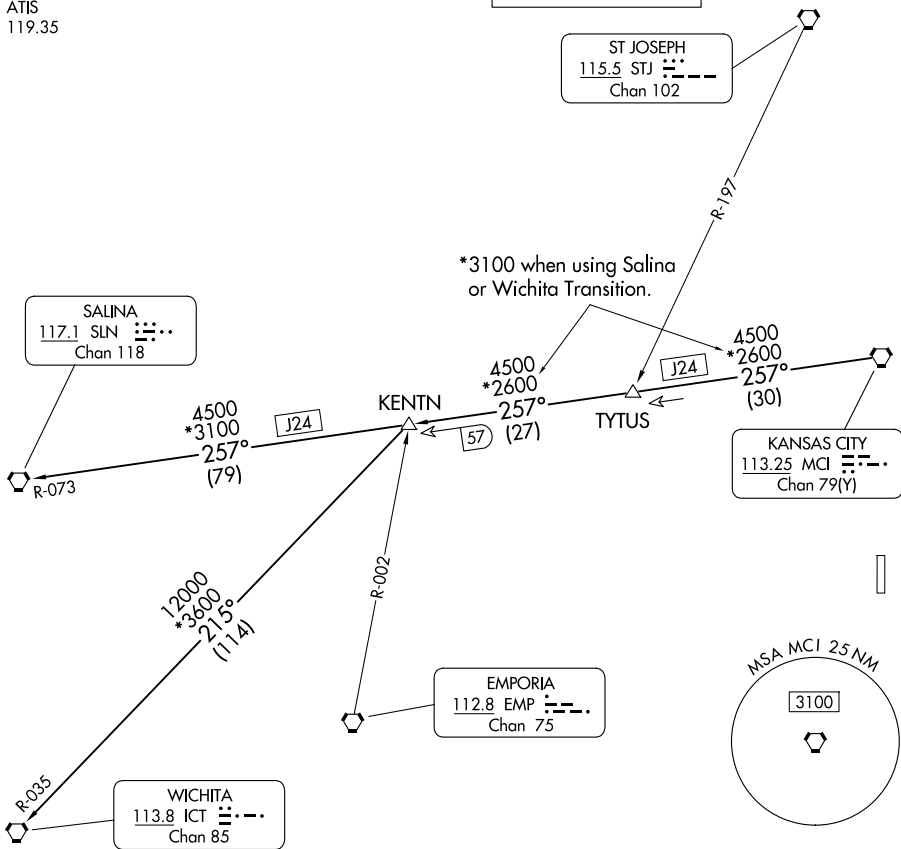 ATIS
119.35
ST JOSEPH
115.5 STJ
Chan 102
R-197
*3100 when using Salina
or Wichita Transition.
SALINA
117.1 SLN
Chan 118
4500
*2600
257°
(30)
J24
4500
*2600
257°
(27)
TYTUS
KENTN
57
4500
*3100
257°
(79)
J24
R-073
KANSAS CITY
113.25 MCI
Chan 79(Y)
R-002
12000
*3600
215°
(114)
MSA MCI 25 NM
3100
EMPORIA
112.8 EMP
Chan 75
R-035
WICHITA
113.8 ICT
Chan 85